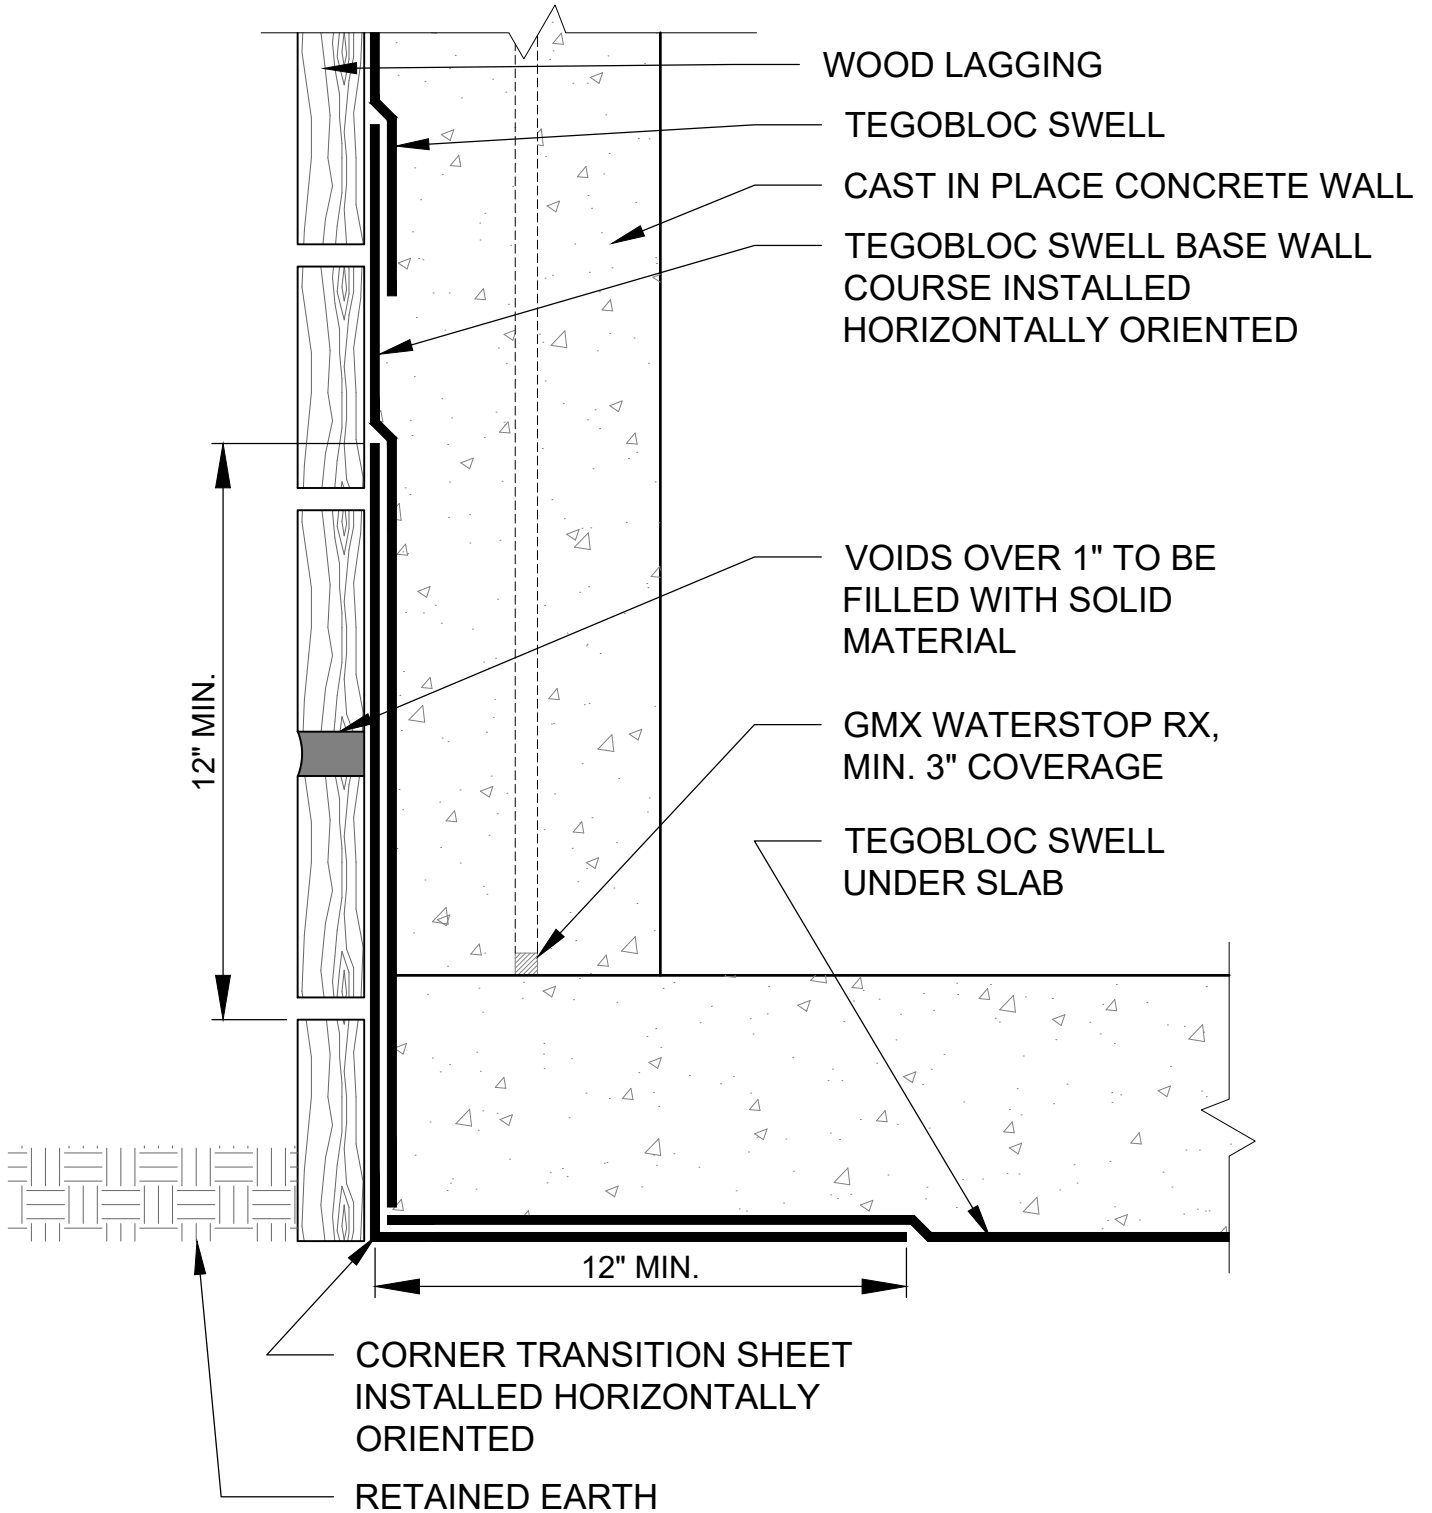 WOOD LAGGING
TEGOBLOC SWELL
CAST IN PLACE CONCRETE WALL
TEGOBLOC SWELL BASE WALL
COURSE INSTALLED
HORIZONTALLY ORIENTED
VOIDS OVER 1" TO BE
FILLED WITH SOLID
MATERIAL
12" MIN.
GMX WATERSTOP RX,
MIN. 3" COVERAGE
TEGOBLOC SWELL
UNDER SLAB
12" MIN.
CORNER TRANSITION SHEET
INSTALLED HORIZONTALLY
ORIENTED
RETAINED EARTH